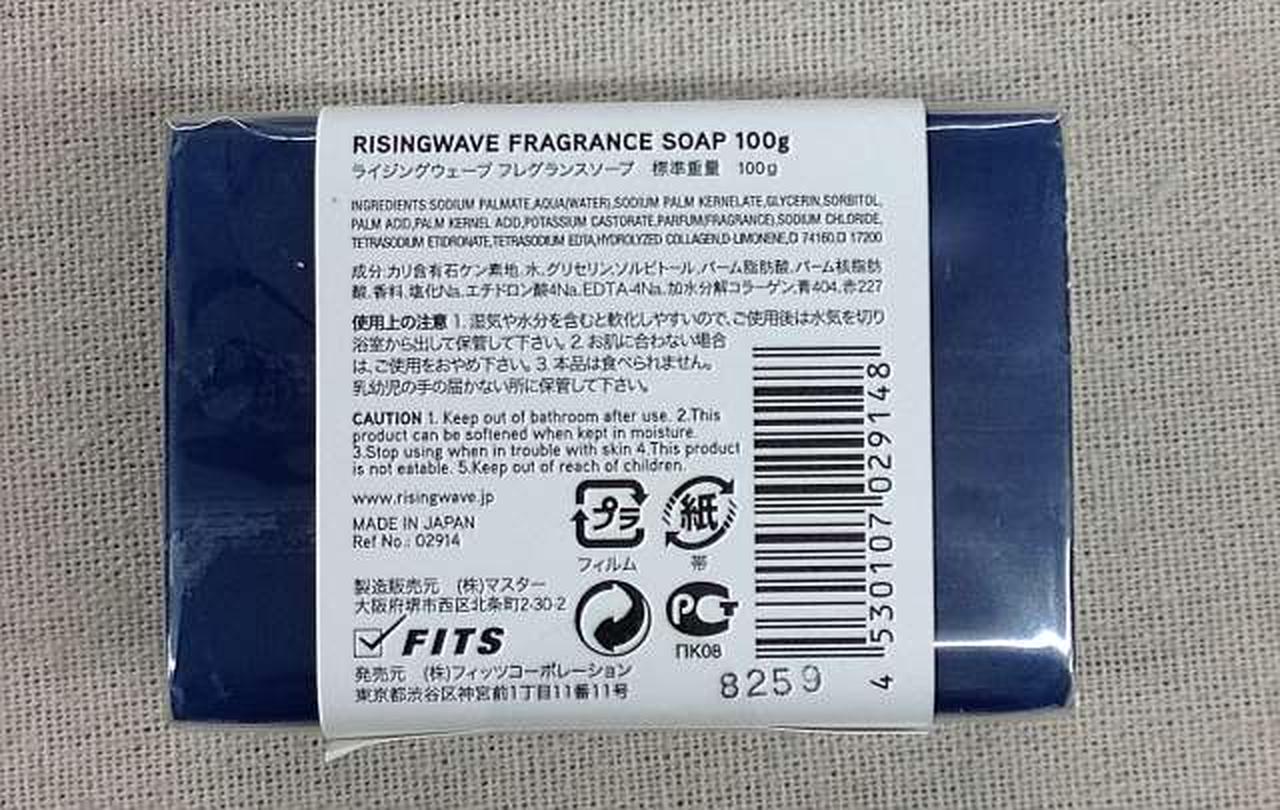 RISINGWAVE FRAGRANCE SOAP 100g
ライジングウェーブ フレグランスソープ 標準重量 100g
INGREDIENTS:SODIUM PALMATE,AQUA(WATER),SODIUM PALM KERNELATE,GLYCERIN,SORBITOL,
PALM ACID,PALM KERNEL ACID,POTASSIUM CASTORATE,PARFUM(FRAGRANCE),SODIUM CHLORIDE,
TETRASODIUM ETIDRONATE,TETRASODIUM EDTA,HYDROLYZED COLLAGEN,D-LIMONENE,CI 74160,CI 17200
成分:カリ含有石ケン素地,水,グリセリン,ソルビトール,パーム脂肪酸,パーム核脂肪
酸,香料,塩化Na,エチドロン酸4Na,EDTA-4Na,加水分解コラーゲン,青404,赤227
使用上の注意 1. 湿気や水分を含むと軟化しやすいので、ご使用後は水気を切り
浴室から出して保管して下さい。2. お肌に合わない場合
は、ご使用をおやめ下さい。3. 本品は食べられません。
乳幼児の手の届かない所に保管して下さい。
CAUTION 1. Keep out of bathroom after use. 2.This
product can be softened when kept in moisture.
3.Stop using when in trouble with skin 4.This product
is not eatable. 5.Keep out of reach of children.
www.risingwave.jp
MADE IN JAPAN
Ref No.: 02914
プラ
フィルム
紙
帯
製造販売元 (株)マスター
大阪府堺市西区北条町2-30-2
FITS
発売元 (株)フィッツコーポレーション
東京都渋谷区神宮前1丁目11番11号
РСТ
ПК08
8259
4 530107 029148